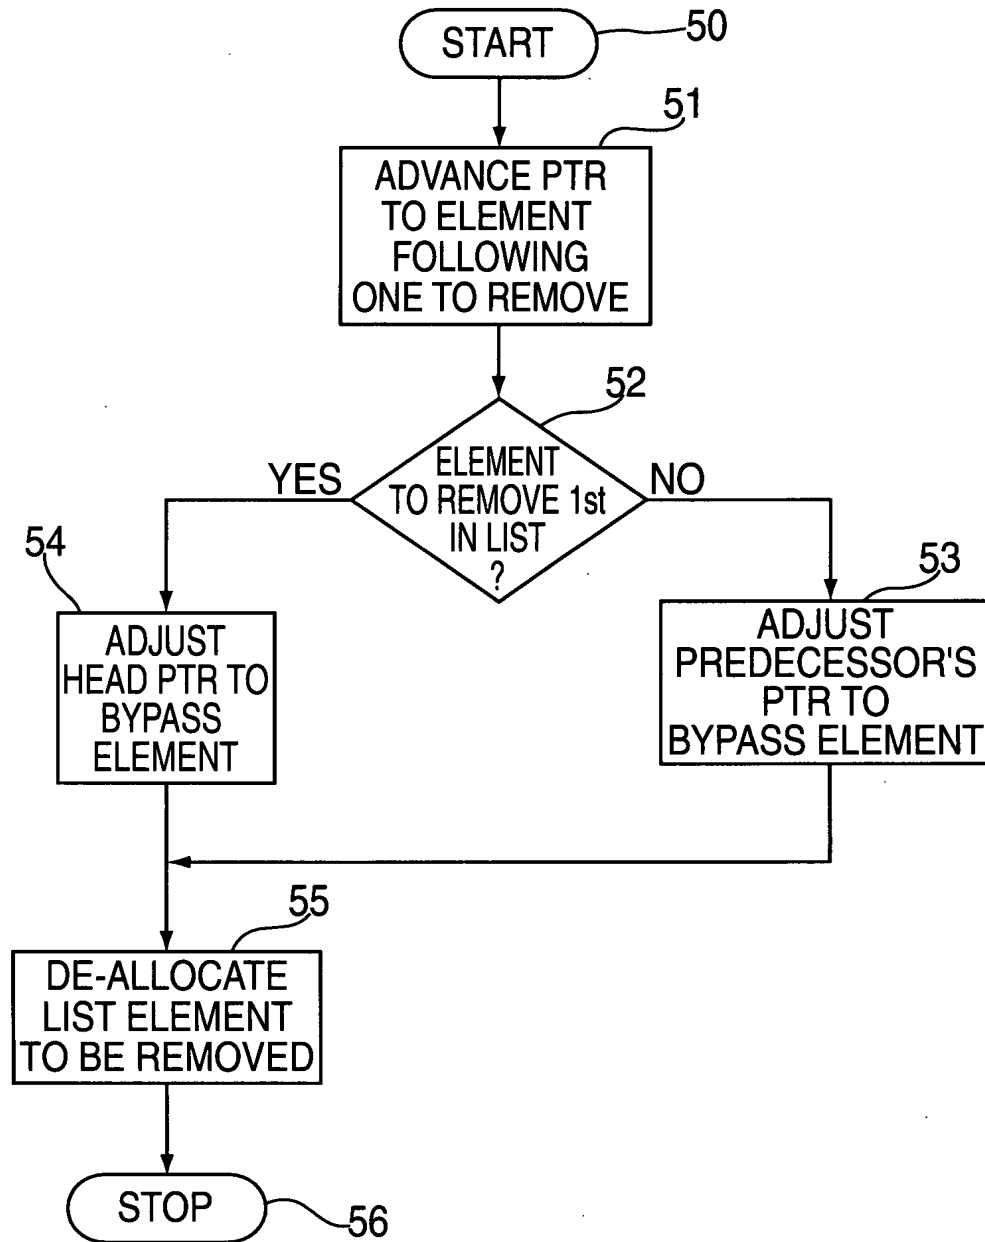 START
50
51
ADVANCE PTR
TO ELEMENT
FOLLOWING
ONE TO REMOVE
52
ELEMENT
TO REMOVE 1st
IN LIST
?
YES
NO
54
ADJUST
HEAD PTR TO
BYPASS
ELEMENT
53
ADJUST
PREDECESSOR'S
PTR TO
BYPASS ELEMENT
55
DE-ALLOCATE
LIST ELEMENT
TO BE REMOVED
STOP
56